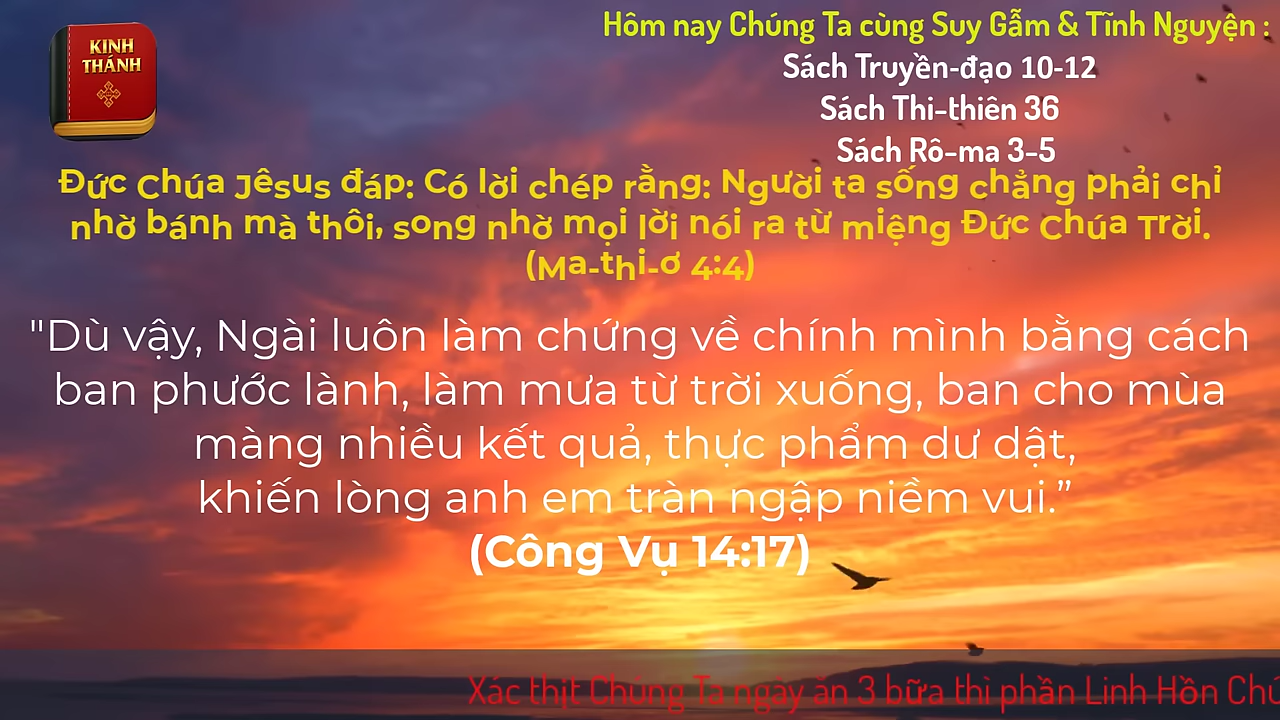 KINH
THÁNH
Hôm nay Chúng Ta cùng Suy Gẫm & Tĩnh Nguyện :
Sách Truyền-đạo 10-12
Sách Thi-thiên 36
Sách Rô-ma 3-5
Đức Chúa Jêsus đáp: Có lời chép rằng: Người ta sống chẳng phải chỉ
nhờ bánh mà thôi, song nhờ mọi lời nói ra từ miệng Đức Chúa Trời.
(Ma-thi-ơ 4:4)
"Dù vậy, Ngài luôn làm chứng về chính mình bằng cách
ban phước lành, làm mưa từ trời xuống, ban cho mùa
màng nhiều kết quả, thực phẩm dư dật,
khiến lòng anh em tràn ngập niềm vui.”
(Công Vụ 14:17)
Xác thịt Chúng Ta ngày ăn 3 bữa thì phần Linh Hồn